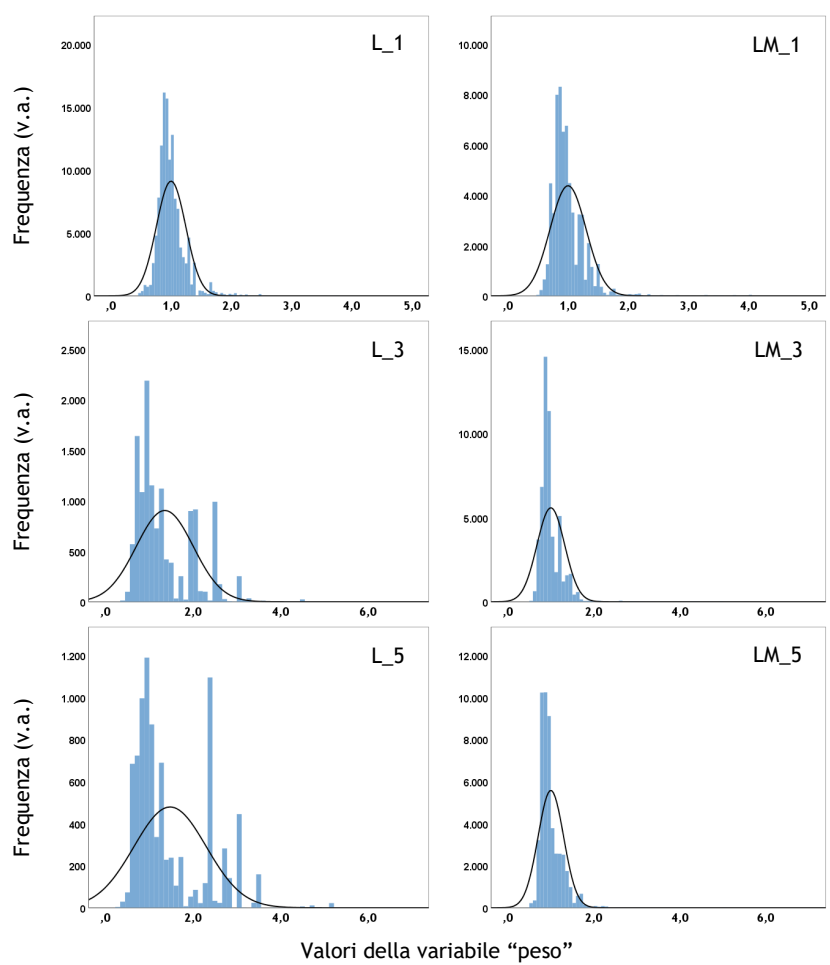 L_1
20.000
15.000
10.000
5.000
0
,0 1,0 2,0 3,0 4,0 5,0
Frequenza (v.a.)
LM_1
10.000
8.000
6.000
4.000
2.000
0
,0 1,0 2,0 3,0 4,0 5,0
L_3
2.500
2.000
1.500
1.000
500
0
,0 2,0 4,0 6,0
Frequenza (v.a.)
LM_3
15.000
10.000
5.000
0
,0 2,0 4,0 6,0
L_5
1.200
1.000
800
600
400
200
0
,0 2,0 4,0 6,0
Frequenza (v.a.)
LM_5
12.000
10.000
8.000
6.000
4.000
2.000
0
,0 2,0 4,0 6,0
Valori della variabile “peso”